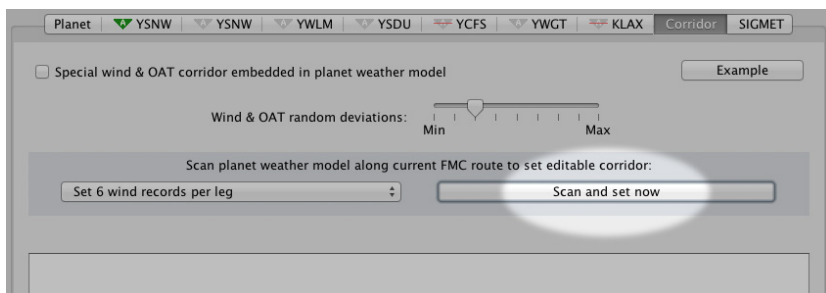 Planet YSNW YSNW YWLM YSDU YCFS YWGT KLAX Corridor SIGMET
Special wind & OAT corridor embedded in planet weather model Example
Wind & OAT random deviations:
Min Max
Scan planet weather model along current FMC route to set editable corridor:
Set 6 wind records per leg Scan and set now